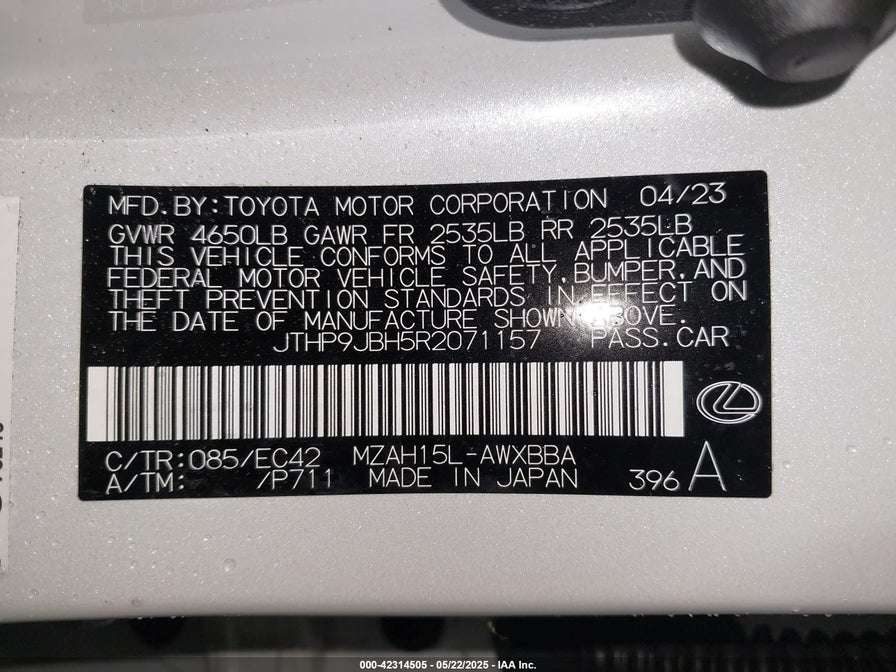 MFD.BY:TOYOTA MOTOR CORPORATION 04/23
GVWR 4650LB GAWR FR 2535LB RR 2535LB
THIS VEHICLE CONFORMS TO ALL APPLICABLE
FEDERAL MOTOR VEHICLE SAFETY,BUMPER,AND
THEFT PREVENTION STANDARDS IN EFFECT ON
THE DATE OF MANUFACTURE SHOWN ABOVE.
JTHP9JBH5R2071157 PASS.CAR
C/TR:085/EC42 MZAH15L-AWXBBA
A/TM: /P711 MADE IN JAPAN 396 A
000-42314505 - 05/22/2025 - IAA Inc.